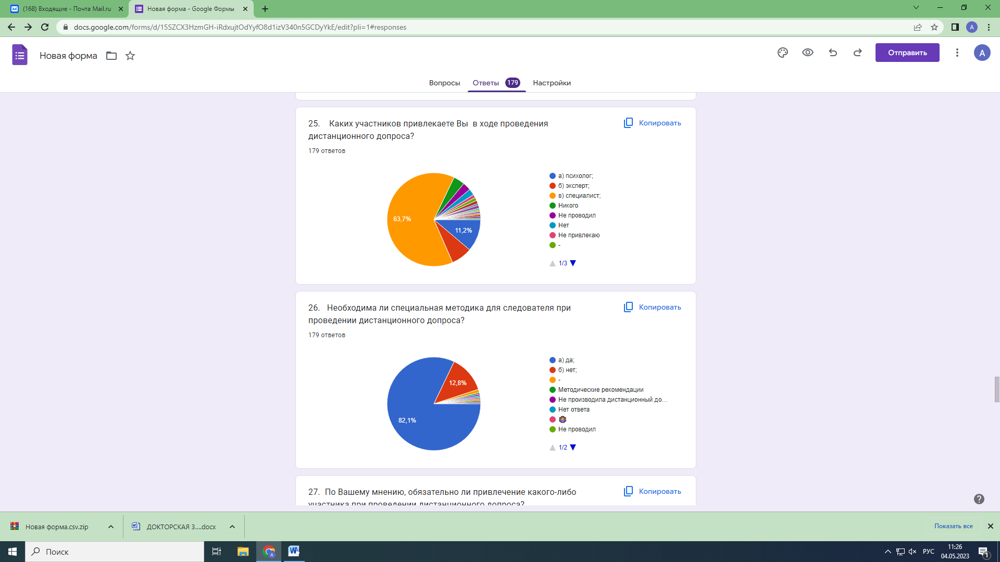 (168) Входящие - Почта Mail.ru
Новая форма - Google Формы
docs.google.com/forms/d/15SZCX3HzmGH-iRdxujtOdYyfO8d1izV340n5GCDyYkE/edit?pli=1#responses
A
Новая форма
Отправить
A
Вопросы
Ответы 179
Настройки
25. Каких участников привлекаете Вы в ходе проведения
дистанционного допроса?
Копировать
179 ответов
63,7%
11,2%
а) психолог;
б) эксперт;
в) специалист;
Никого
Не проводил
Нет
Не привлекаю
-
1/3
26. Необходима ли специальная методика для следователя при
проведении дистанционного допроса?
Копировать
179 ответов
12,8%
82,1%
а) да;
б) нет;
-
Методические рекомендации
Не производила дистанционный до...
Нет ответа
🤷🏽‍♀️
Не проводил
1/2
27. По Вашему мнению, обязательно ли привлечение какого-либо
участника при проведении дистанционного допроса?
Копировать
Новая форма.csv.zip
ДОКТОРСКАЯ 3....docx
Показать все
Поиск
A
РУС
11:26
04.05.2023
1